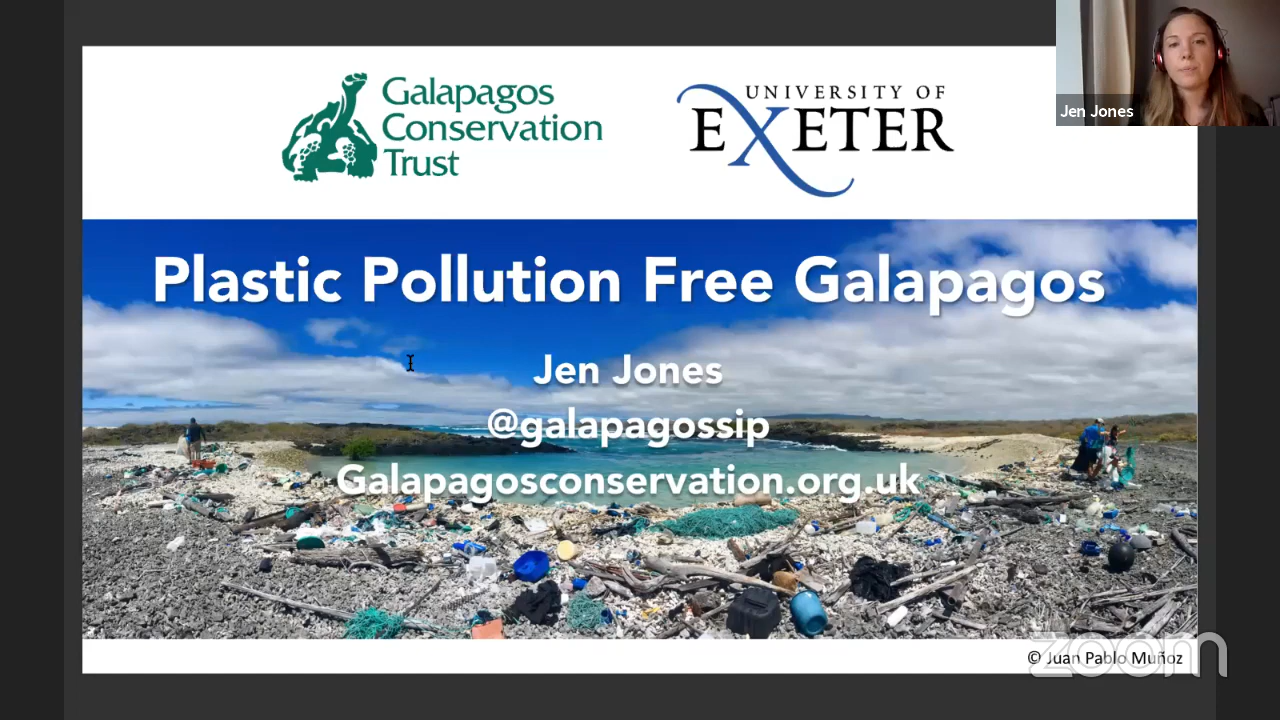 Galapagos
Conservation
Trust
UNIVERSITY OF
EXETER
Jen Jones
Plastic Pollution Free Galapagos
Jen Jones
@galapagossip
Galapagosconservation.org.uk
© Juan Pablo Muñoz
zoom